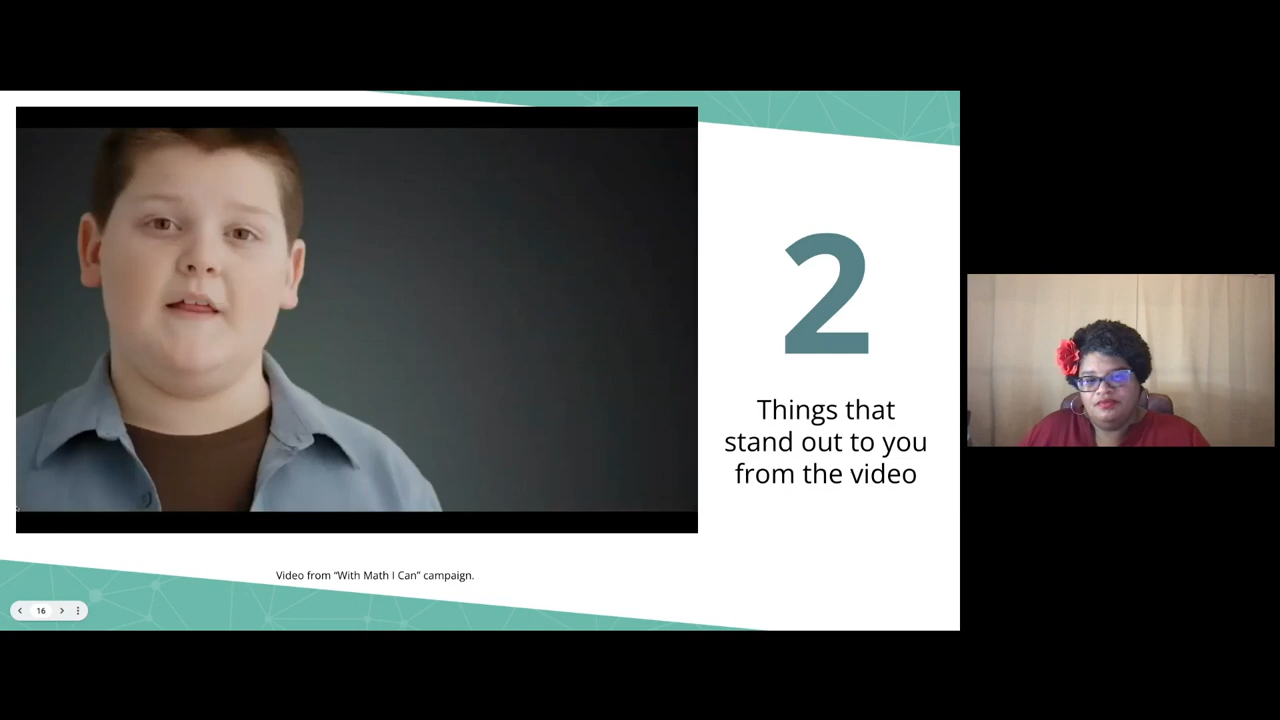 2
Things that
stand out to you
from the video
Video from “With Math I Can” campaign.
16